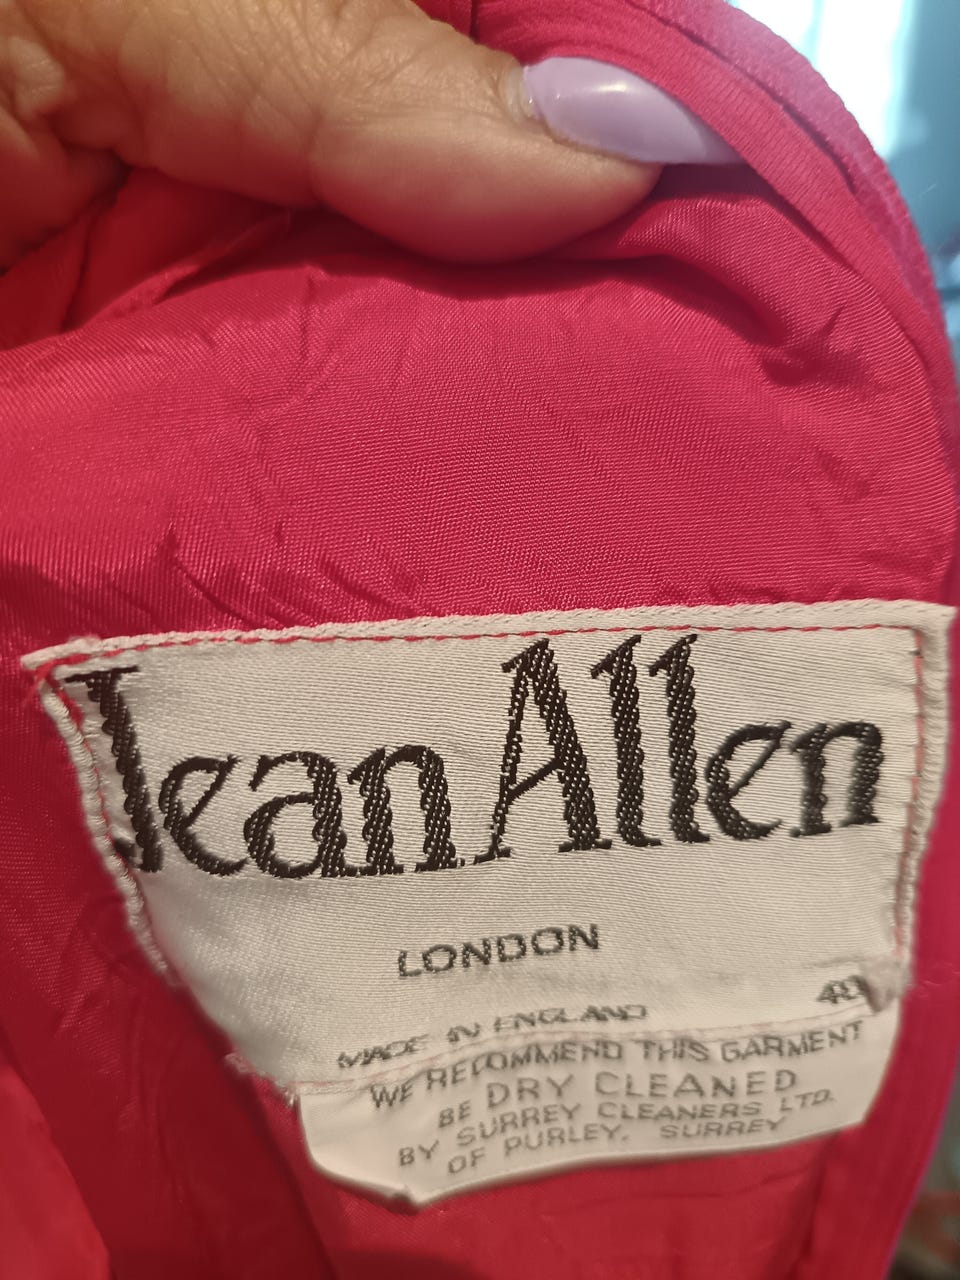 Jean Allen
LONDON
MADE IN ENGLAND
WE RECOMMEND THIS GARMENT
BE DRY CLEANED
BY SURREY CLEANERS LTD.
OF PURLEY, SURREY